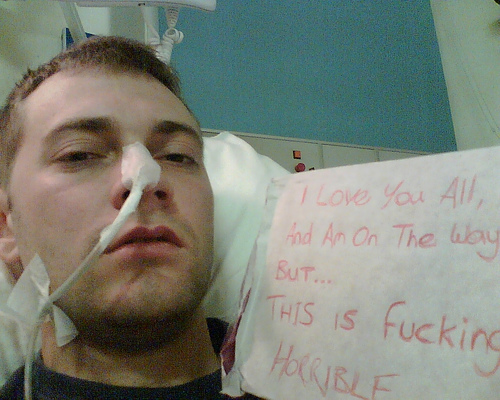 I Love You All,
And Am On The Way
BUT...
THIS iS Fucking
HORRIBLE